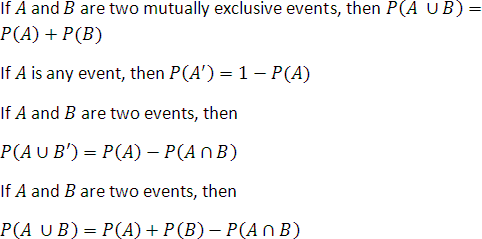 If A and B are two mutually exclusive events, then P(A ∪ B) =
P(A) + P(B)
If A is any event, then P(A′) = 1 − P(A)
If A and B are two events, then
P(A ∪ B′) = P(A) − P(A ∩ B)
If A and B are two events, then
P(A ∪ B) = P(A) + P(B) − P(A ∩ B)